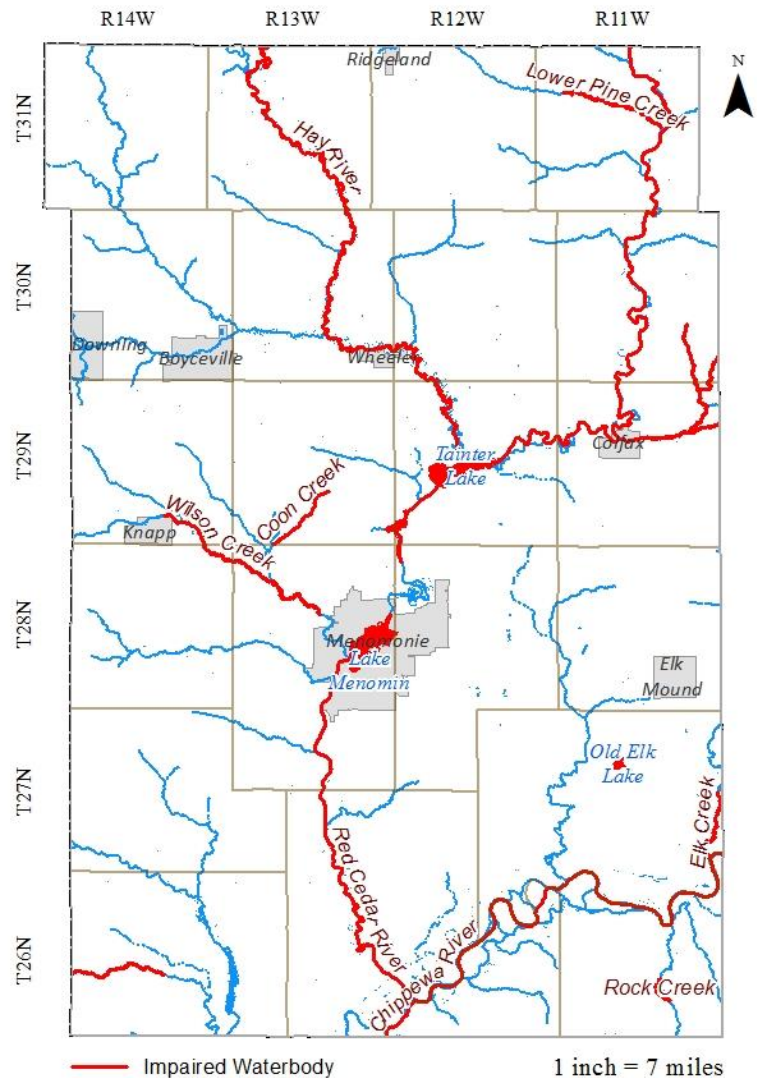 R14W R13W R12W R11W
N
T31N
T30N
T29N
T28N
T27N
T26N
Ridgeland
Lower Pine Creek
Hay River
Downing
Boyceville
Wheeler
Colfax
Tainter
Lake
Coon Creek
Wilson Creek
Knapp
Menomonie
Lake
Menomin
Elk
Mound
Old Elk
Lake
Elk Creek
Red Cedar River
Chippewa River
Rock Creek
Impaired Waterbody
1 inch = 7 miles